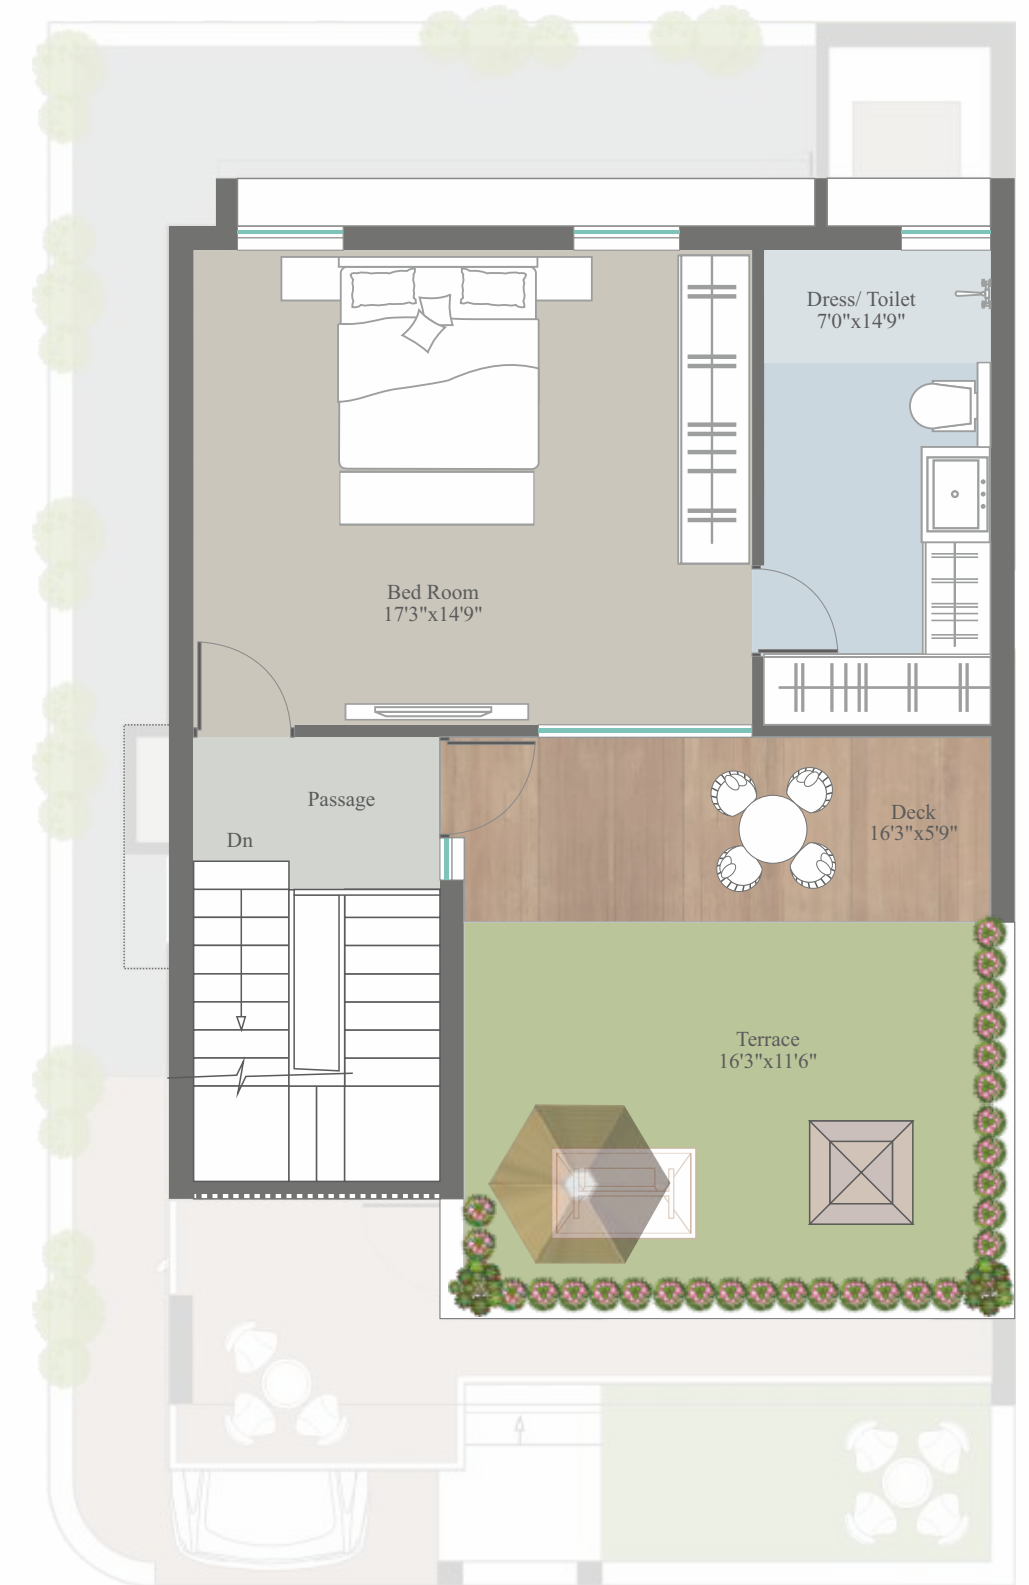 Dress/ Toilet
7'0"x14'9"
Bed Room
17'3"x14'9"
Passage
Dn
Deck
16'3"x5'9"
Terrace
16'3"x11'6"